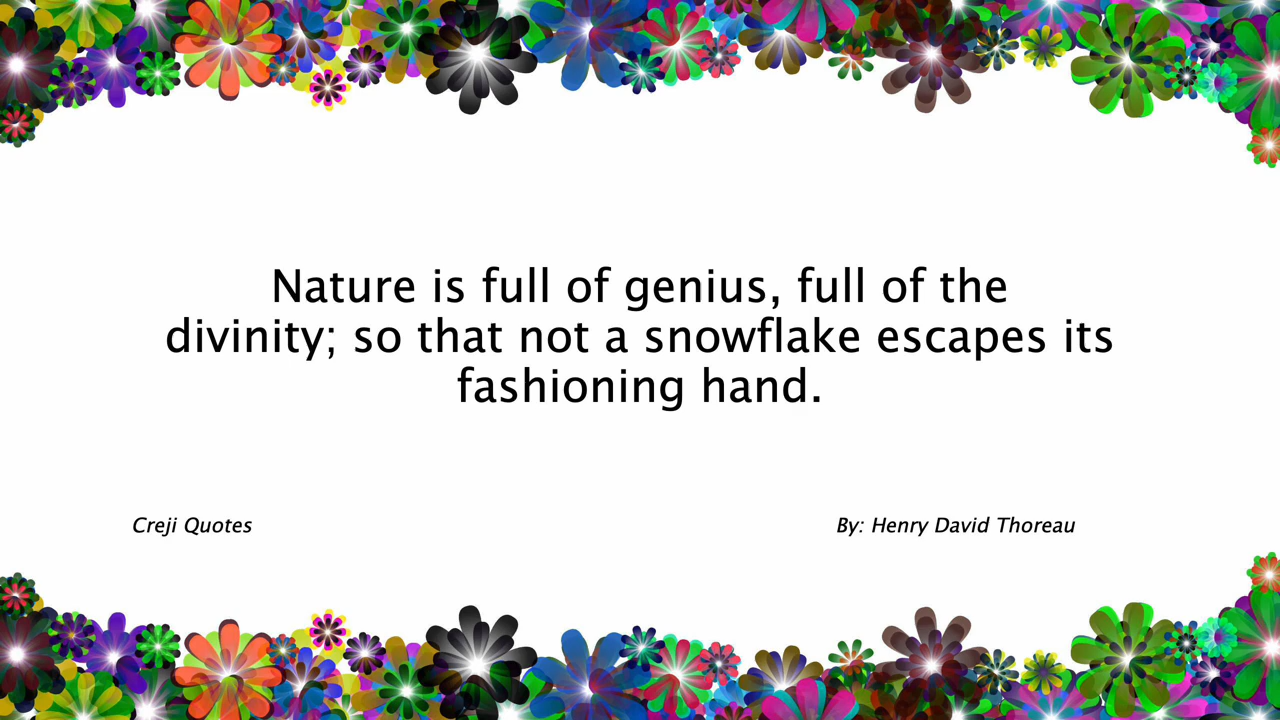 Nature is full of genius, full of the
divinity; so that not a snowflake escapes its
fashioning hand.
Creji Quotes
By: Henry David Thoreau